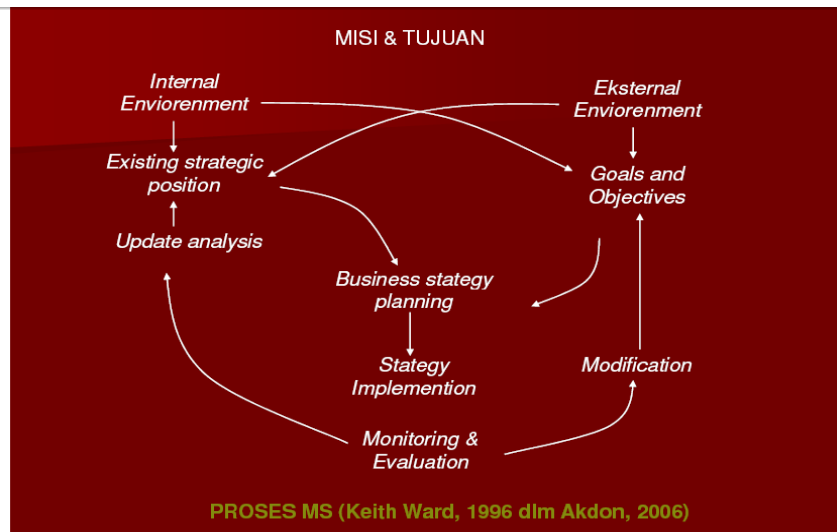 MISI & TUJUAN
Internal
Enviorenment
Eksternal
Enviorenment
Existing strategic
position
Goals and
Objectives
Update analysis
Business stategy
planning
Stategy
Implemention
Modification
Monitoring &
Evaluation
PROSES MS (Keith Ward, 1996 dlm Akdon, 2006)